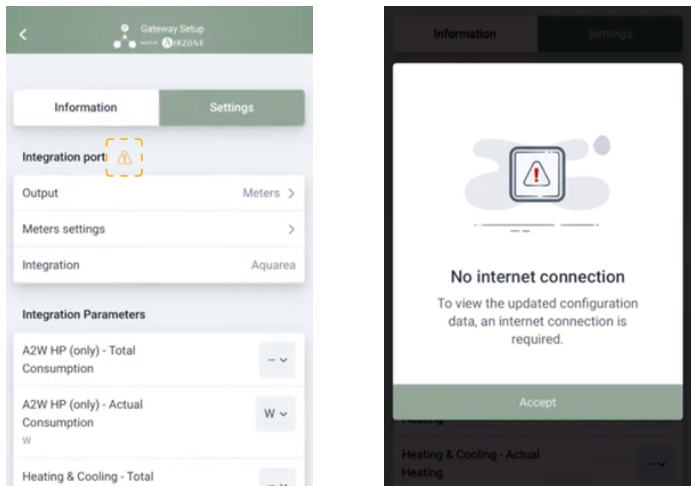 Gateway Setup
MADE BY AIRZONE
Information
Settings
Integration port
Output
Meters
Meters settings
Integration
Aquarea
Integration Parameters
A2W HP (only) - Total
Consumption
--
A2W HP (only) - Actual
Consumption
W
W
Heating & Cooling - Total
--
Information
Settings
No internet connection
To view the updated configuration
data, an internet connection is
required.
Accept
Heating
Heating & Cooling - Actual
Heating
--